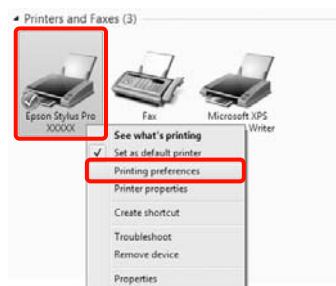 Printers and Faxes (3)
Epson Stylus Pro
XXXXX
Fax
Microsoft XPS
Writer
See what's printing
Set as default printer
Printing preferences
Printer properties
Create shortcut
Troubleshoot
Remove device
Properties